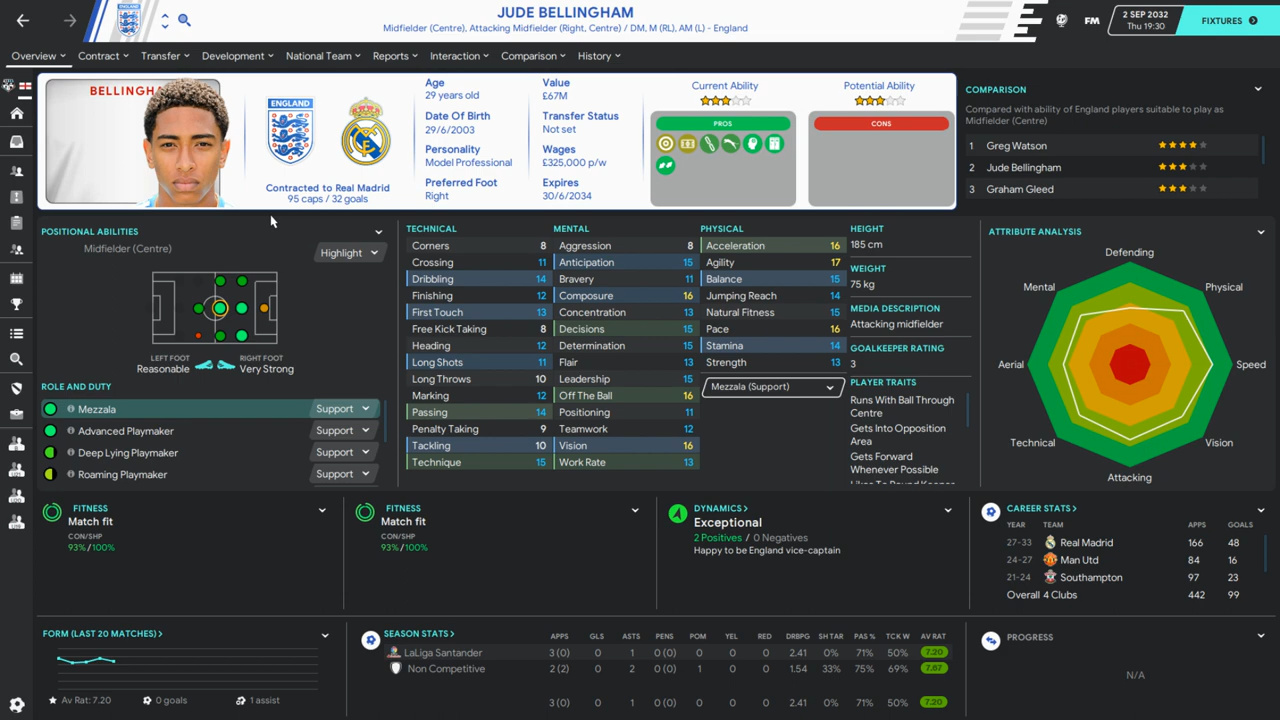 JUDE BELLINGHAM
Midfielder (Centre), Attacking Midfielder (Right, Centre) / DM, M (RL), AM (L) - England
FM
2 SEP 2032
Thu 19:30
FIXTURES
Overview
Contract
Transfer
Development
National Team
Reports
Interaction
Comparison
History
BELLINGH
ENGLAND
Contracted to Real Madrid
95 caps / 32 goals
Age
29 years old
Date Of Birth
29/6/2003
Personality
Model Professional
Preferred Foot
Right
Value
£67M
Transfer Status
Not set
Wages
£325,000 p/w
Expires
30/6/2034
Current Ability
PROS
Potential Ability
CONS
COMPARISON
Compared with ability of England players suitable to play as
Midfielder (Centre)
1 Greg Watson
2 Jude Bellingham
3 Graham Gleed
POSITIONAL ABILITIES
Midfielder (Centre)
Highlight
LEFT FOOT
Reasonable
RIGHT FOOT
Very Strong
ROLE AND DUTY
Mezzala Support
Advanced Playmaker Support
Deep Lying Playmaker Support
Roaming Playmaker Support
TECHNICAL
Corners 8
Crossing 11
Dribbling 14
Finishing 12
First Touch 13
Free Kick Taking 8
Heading 12
Long Shots 11
Long Throws 10
Marking 12
Passing 14
Penalty Taking 9
Tackling 10
Technique 15
MENTAL
Aggression 8
Anticipation 15
Bravery 11
Composure 16
Concentration 13
Decisions 15
Determination 15
Flair 13
Leadership 15
Off The Ball 16
Positioning 11
Teamwork 12
Vision 16
Work Rate 13
PHYSICAL
Acceleration 16
Agility 17
Balance 15
Jumping Reach 14
Natural Fitness 15
Pace 16
Stamina 14
Strength 13
Mezzala (Support)
HEIGHT
185 cm
WEIGHT
75 kg
MEDIA DESCRIPTION
Attacking midfielder
GOALKEEPER RATING
3
PLAYER TRAITS
Runs With Ball Through
Centre
Gets Into Opposition
Area
Gets Forward
Whenever Possible
Likes To Round Keeper
ATTRIBUTE ANALYSIS
Defending
Mental
Physical
Aerial
Speed
Technical
Vision
Attacking
FITNESS
Match fit
CON/SHP
93%/100%
FITNESS
Match fit
CON/SHP
93%/100%
DYNAMICS>
Exceptional
2 Positives / 0 Negatives
Happy to be England vice-captain
CAREER STATS>
YEAR TEAM APPS GOALS
27-33 Real Madrid 166 48
24-27 Man Utd 84 16
21-24 Southampton 97 23
Overall 4 Clubs 442 99
FORM (LAST 20 MATCHES)>
Av Rat: 7.20 0 goals 1 assist
SEASON STATS>
APPS GLS ASTS PENS POM YEL RED DRBPG SH TAR PAS % TCK W AV RAT
LaLiga Santander 3 (0) 0 1 0 (0) 0 0 0 2.41 0% 71% 50% 7.20
Non Competitive 2 (2) 0 2 0 (0) 1 0 0 1.54 33% 75% 69% 7.67
3 (0) 0 1 0 (0) 0 0 0 2.41 0% 71% 50% 7.20
PROGRESS
N/A